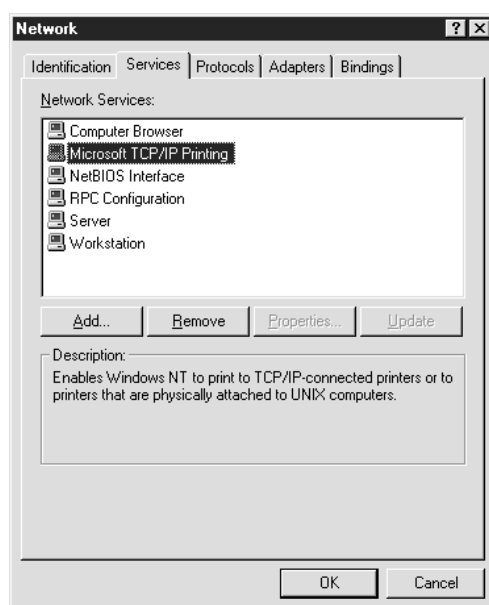 Network
Identification Services Protocols Adapters Bindings
Network Services:
Computer Browser
Microsoft TCP/IP Printing
NetBIOS Interface
RPC Configuration
Server
Workstation
Add... Remove Properties... Update
Description:
Enables Windows NT to print to TCP/IP-connected printers or to
printers that are physically attached to UNIX computers.
OK Cancel